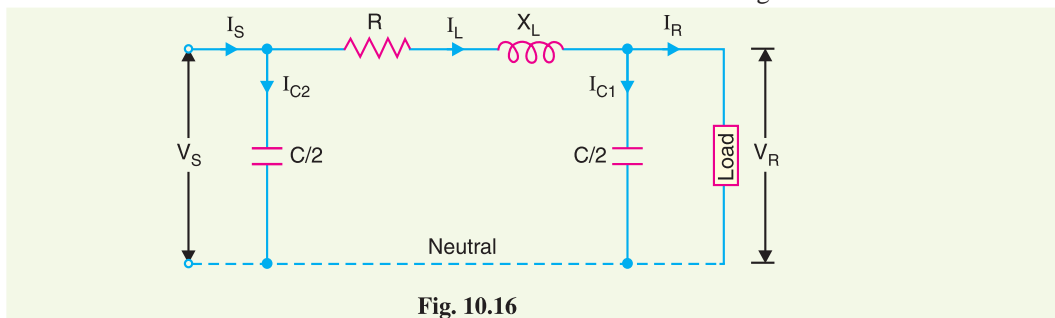 I_S R I_L X_L I_R
I_C2 I_C1
V_S C/2 C/2 Load V_R
Neutral
Fig. 10.16